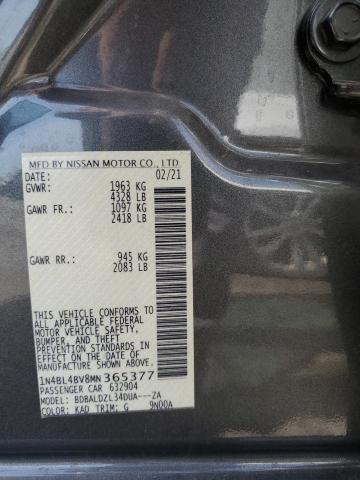 MFD BY NISSAN MOTOR CO., LTD.
DATE: 02/21
GVWR: 1963 KG
4328 LB
GAWR FR: 1097 KG
2418 LB
GAWR RR: 945 KG
2083 LB
THIS VEHICLE CONFORMS TO
ALL APPLICABLE FEDERAL
MOTOR VEHICLE SAFETY,
BUMPER, AND THEFT
PREVENTION STANDARDS
IN EFFECT ON THE DATE OF
MANUFACTURE SHOWN ABOVE.
1N4BL4BV8MN365377
PASSENGER CAR 632904
MODEL: BDBALDZL34DUA---ZA
COLOR: KAD TRIM: G 9N00A